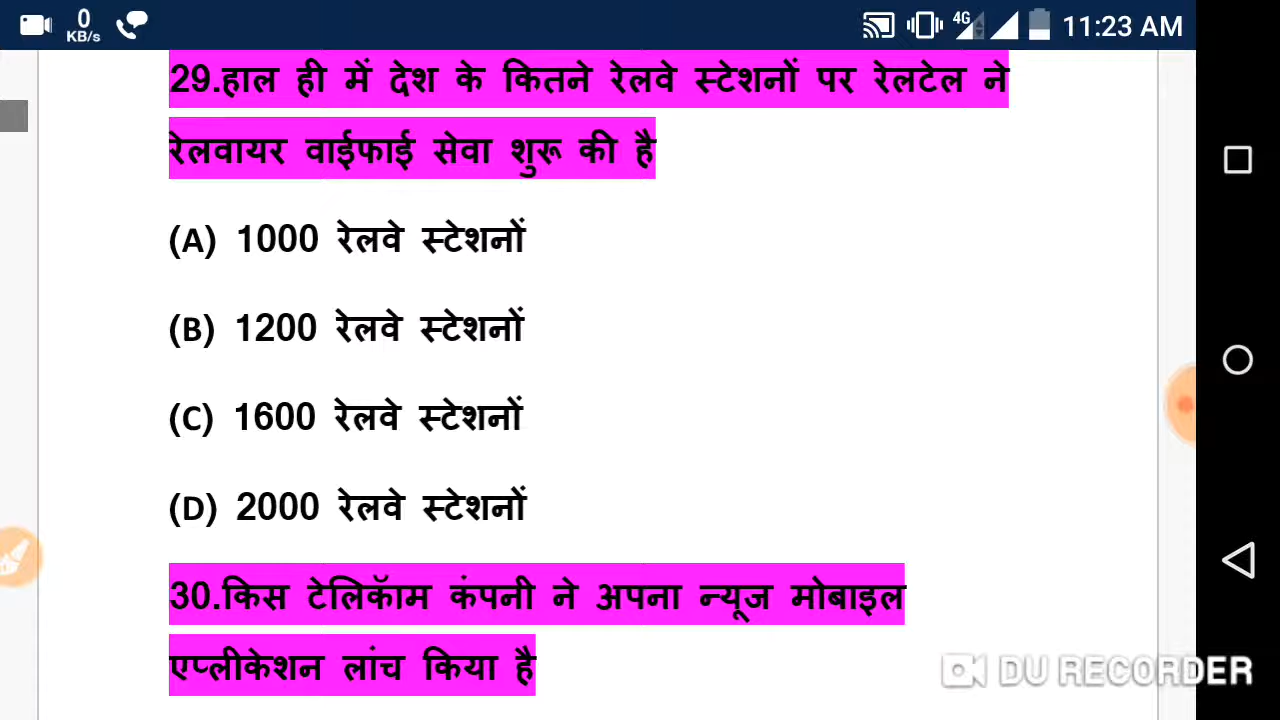 0 KB/s 4G 11:23 AM
29.हाल ही में देश के कितने रेलवे स्टेशनों पर रेलटेल ने
रेलवायर वाईफाई सेवा शुरू की है
(A) 1000 रेलवे स्टेशनों
(B) 1200 रेलवे स्टेशनों
(C) 1600 रेलवे स्टेशनों
(D) 2000 रेलवे स्टेशनों
30.किस टेलिकॅाम कंपनी ने अपना न्यूज मोबाइल
एप्लीकेशन लांच किया है
DU RECORDER